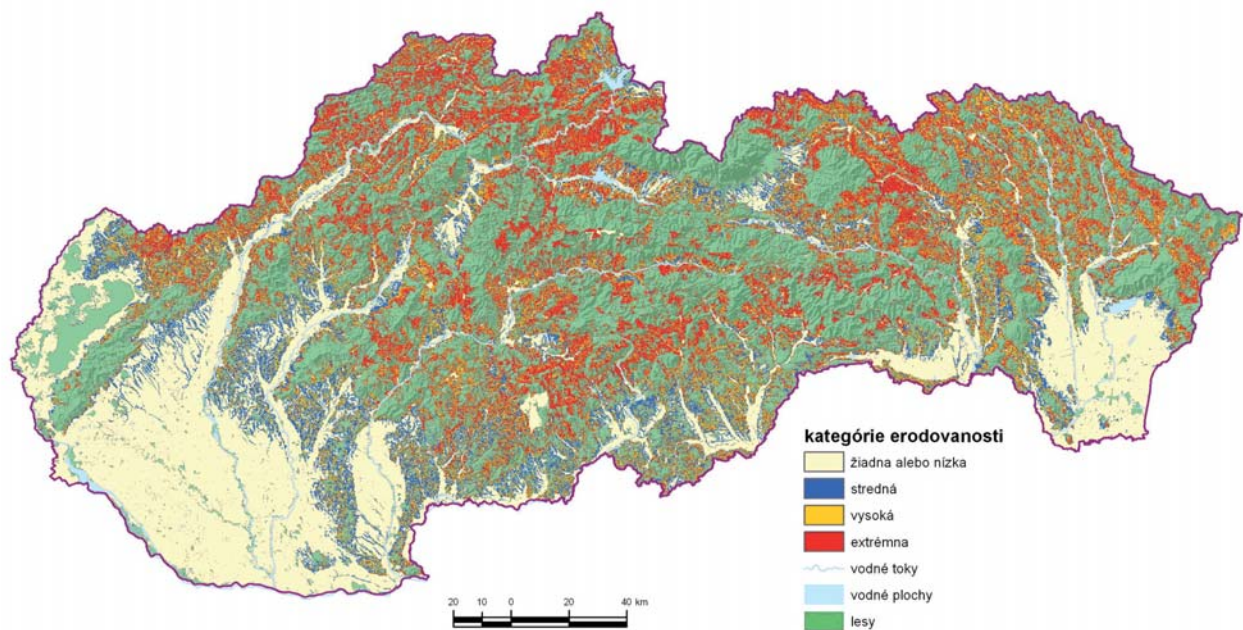 kategórie erodovanosti
žiadna alebo nízka
stredná
vysoká
extrémna
vodné toky
vodné plochy
lesy
20 10 0 20 40 km